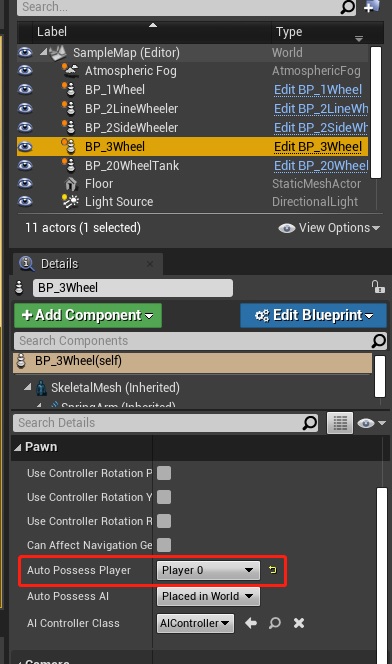 Search
Label Type
SampleMap (Editor) World
Atmospheric Fog AtmosphericFog
BP_1Wheel Edit BP_1Wheel
BP_2LineWheeler Edit BP_2LineWh
BP_2SideWheeler Edit BP_2SideWh
BP_3Wheel Edit BP_3Wheel
BP_20WheelTank Edit BP_20Wheel
Floor StaticMeshActor
Light Source DirectionalLight
11 actors (1 selected) View Options
Details
BP_3Wheel
+Add Component Edit Blueprint
Search Components
BP_3Wheel(self)
SkeletalMesh (Inherited)
SpringArm (Inherited)
Search Details
Pawn
Use Controller Rotation P
Use Controller Rotation Y
Use Controller Rotation R
Can Affect Navigation Ge
Auto Possess Player Player 0
Auto Possess AI Placed in World
AI Controller Class AIController
Camera